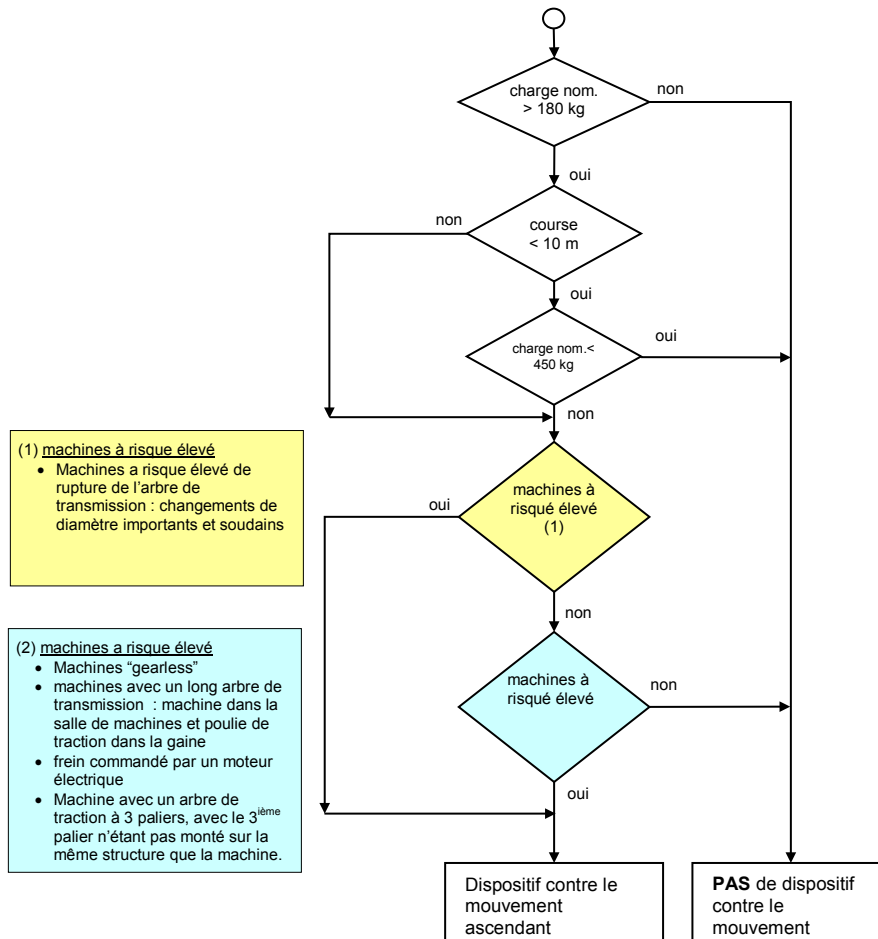 charge nom.
> 180 kg
non
oui
non
course
< 10 m
oui
charge nom.<
450 kg
oui
non
(1) machines à risque élevé
• Machines a risque élevé de
rupture de l’arbre de
transmission : changements de
diamètre importants et soudains
oui
machines à
risqué élevé
(1)
non
(2) machines a risque élevé
• Machines “gearless”
• machines avec un long arbre de
transmission : machine dans la
salle de machines et poulie de
traction dans la gaine
• frein commandé par un moteur
électrique
• Machine avec un arbre de
traction à 3 paliers, avec le 3ième
palier n’étant pas monté sur la
même structure que la machine.
machines à
risqué élevé
non
oui
Dispositif contre le
mouvement
ascendant
PAS de dispositif
contre le
mouvement